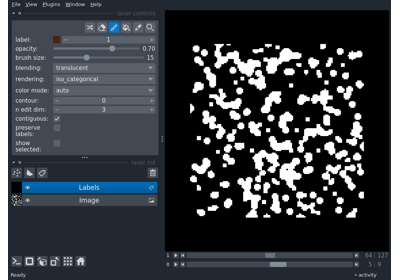 File View Plugins Window Help
layer controls
label: 1
opacity: 0.70
brush size: 15
blending: translucent
rendering: iso_categorical
color mode: auto
contour: 0
n edit dim: 3
contiguous:
preserve
labels:
show
selected:
layer list
Labels
Image
1 64 127
0 5 9
Ready
activity